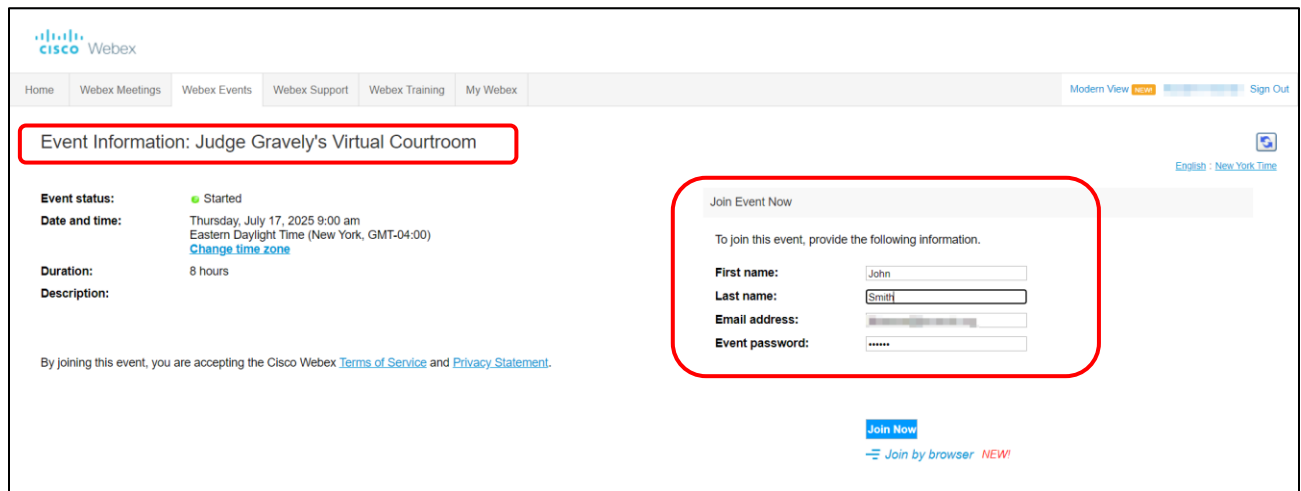 cisco Webex
Home Webex Meetings Webex Events Webex Support Webex Training My Webex Modern View NEW! Sign Out
Event Information: Judge Gravely's Virtual Courtroom
English : New York Time
Event status: Started
Date and time: Thursday, July 17, 2025 9:00 am
Eastern Daylight Time (New York, GMT-04:00)
Change time zone
Duration: 8 hours
Description:
By joining this event, you are accepting the Cisco Webex Terms of Service and Privacy Statement.
Join Event Now
To join this event, provide the following information.
First name: John
Last name: Smith
Email address:
Event password: ••••••
Join Now
Join by browser NEW!